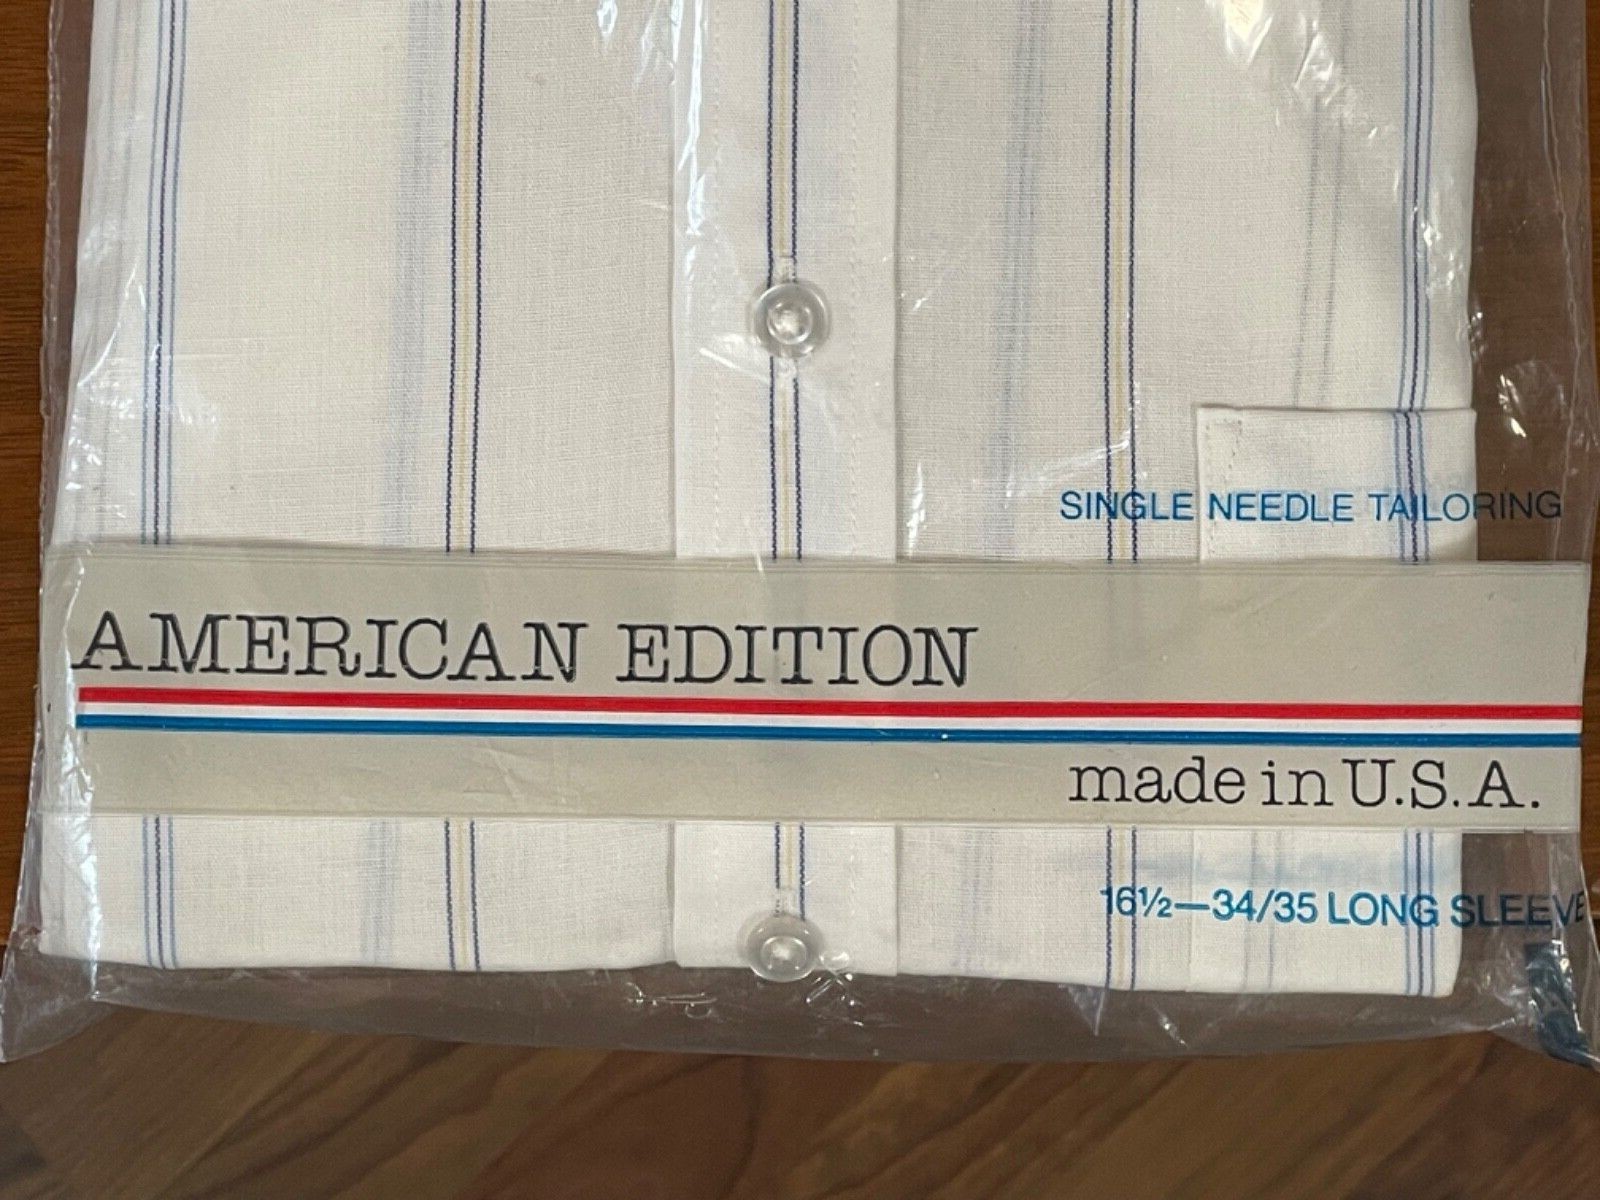 SINGLE NEEDLE TAILORING
AMERICAN EDITION
made in U.S.A.
16½—34/35 LONG SLEEVE